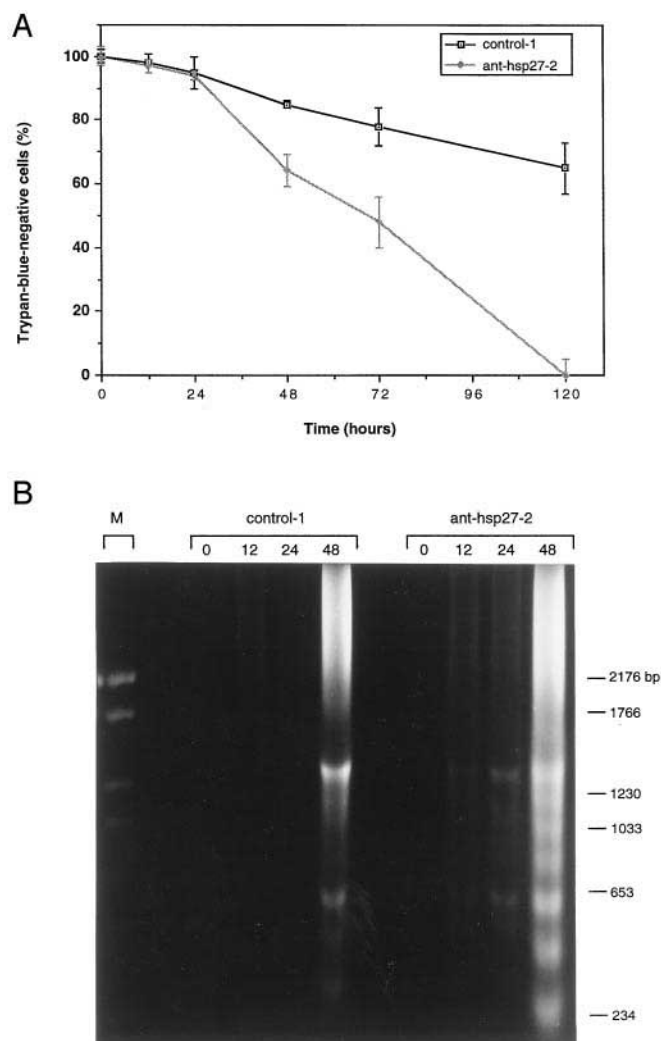 A
control-1
ant-hsp27-2
100
80
60
40
20
0
Trypan-blue-negative cells (%)
0 24 48 72 96 120
Time (hours)
B
M control-1 ant-hsp27-2
0 12 24 48 0 12 24 48
2176 bp
1766
1230
1033
653
234